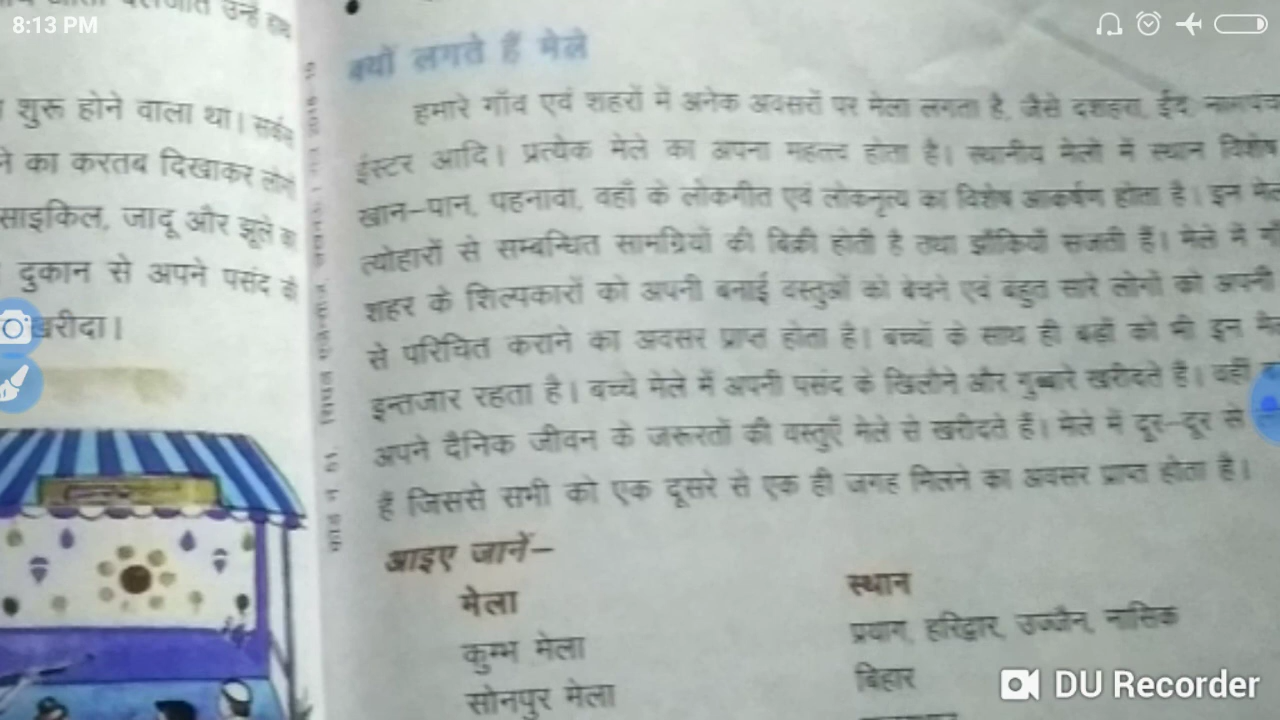 8:13 PM
उन्हें हाथ
शुरू होने वाला था। सर्कस
ने का करतब दिखाकर लोगों
साइकिल, जादू और झूले का
दुकान से अपने पसंद की
खरीदा।
क्यों लगते हैं मेले
हमारे गाँव एवं शहरों में अनेक अवसरों पर मेला लगता है, जैसे दशहरा, ईद,
ईस्टर आदि। प्रत्येक मेले का अपना महत्त्व होता है। स्थानीय मेलों में स्थान विशेष
खान-पान, पहनावा, वहाँ के लोकगीत एवं लोकनृत्य का विशेष आकर्षण होता है। इन
त्योहारों से सम्बन्धित सामग्रियों की बिक्री होती है तथा झाँकियाँ सजती हैं। मेले में
शहर के शिल्पकारों को अपनी बनाई वस्तुओं को बेचने एवं बहुत सारे लोगों को अपनी
से परिचित कराने का अवसर प्राप्त होता है। बच्चों के साथ ही बड़ों को भी इन
इन्तजार रहता है। बच्चे मेले में अपनी पसंद के खिलौने और गुब्बारे खरीदते हैं। वहीं
अपने दैनिक जीवन के जरूरतों की वस्तुएँ मेले से खरीदते हैं। मेले में दूर-दूर से
हैं जिससे सभी को एक दूसरे से एक ही जगह मिलने का अवसर प्राप्त होता है।
आइए जानें-
मेला स्थान
कुम्भ मेला प्रयाग, हरिद्वार, उज्जैन, नासिक
सोनपुर मेला बिहार
DU Recorder